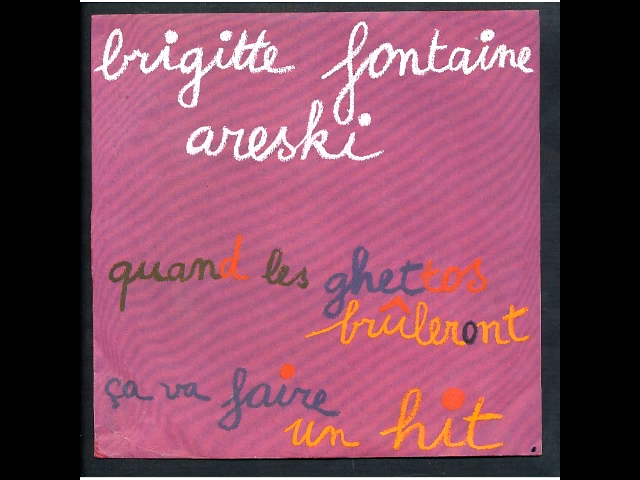 brigitte fontaine
areski
quand les ghettos
brûleront
ça va faire
un hit